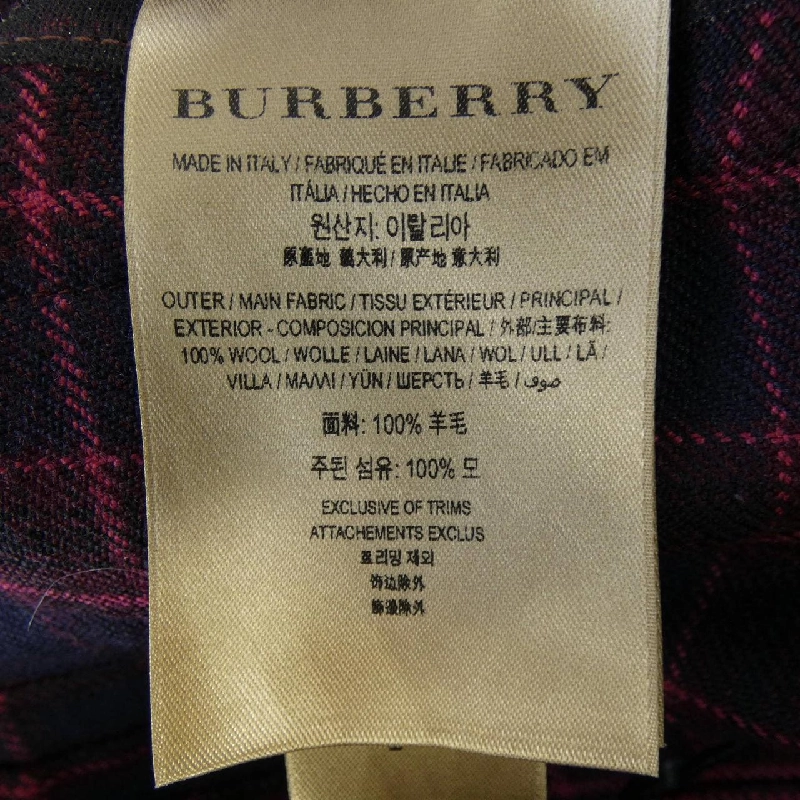 BURBERRY
MADE IN ITALY / FABRIQUÉ EN ITALIE / FABRICADO EM
ITÁLIA / HECHO EN ITALIA
원산지: 이탈리아
原產地 義大利 / 原产地 意大利
OUTER / MAIN FABRIC / TISSU EXTÉRIEUR / PRINCIPAL /
EXTERIOR - COMPOSICION PRINCIPAL / 外部/主要布料:
100% WOOL / WOLLE / LAINE / LANA / WOL / ULL / LÃ /
VILLA / ΜΑΛΛΙ / YÜN / ШЕРСТЬ / 羊毛 / صوف
面料: 100% 羊毛
주된 섬유: 100% 모
EXCLUSIVE OF TRIMS
ATTACHEMENTS EXCLUS
트리밍 제외
饰边除外
飾邊除外